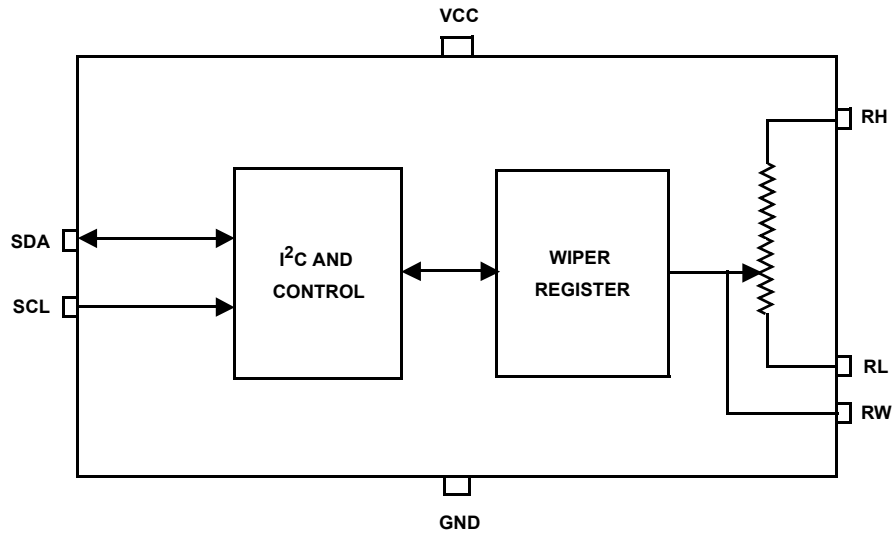 VCC
RH
SDA
I²C AND
CONTROL
WIPER
REGISTER
SCL
RL
RW
GND